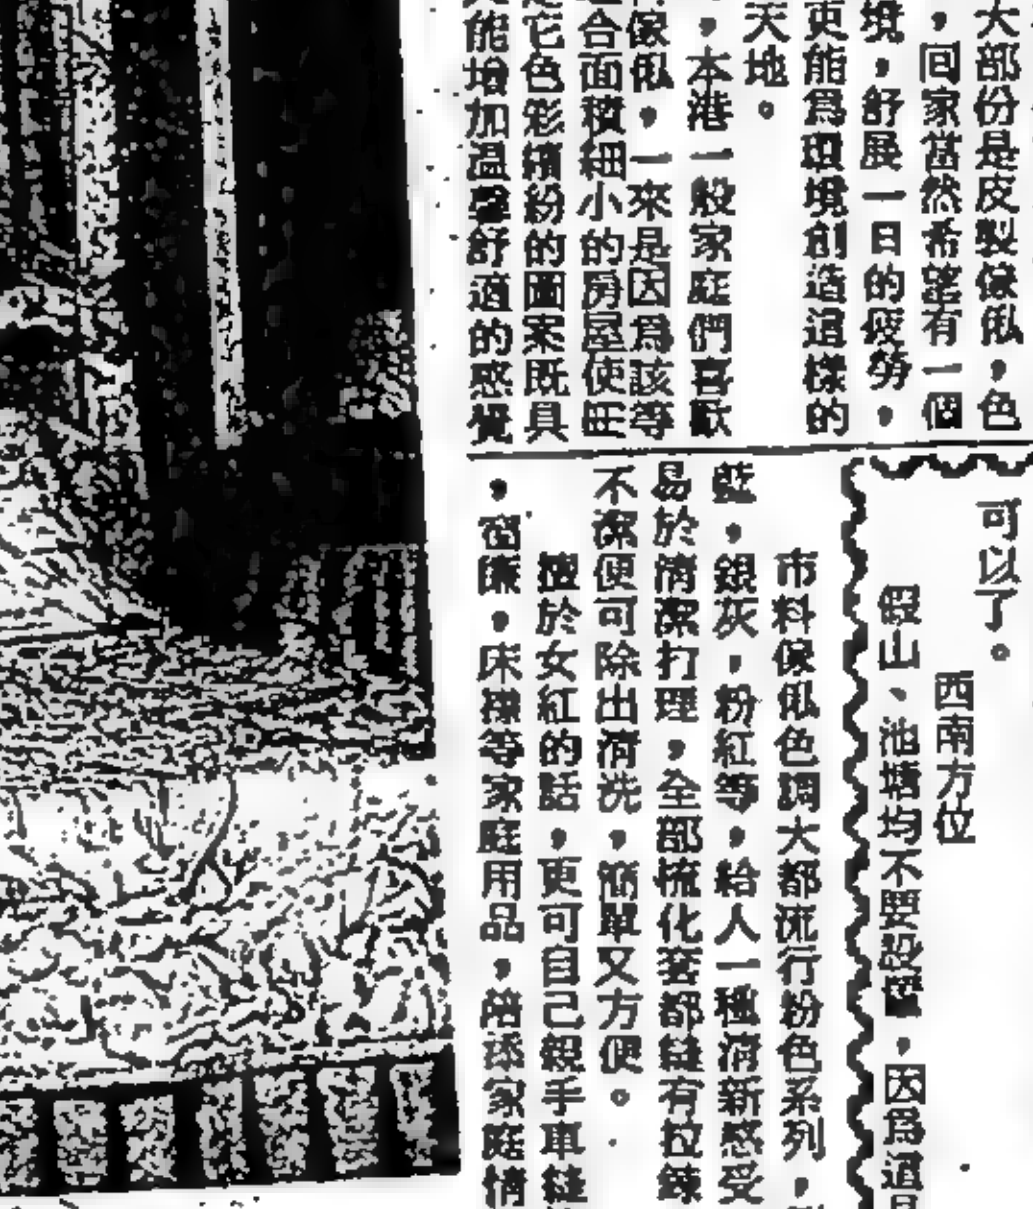 大部份是皮製傢俬,色
,回家當然希望有一個
境,舒展一日的疲勞,
更能為環境創造這樣的
天地。
,本港一般家庭們喜歡
傢俬,一來是因為該等
合面積細小的房屋使旺
它色彩繽紛的圖案既具
能增加溫馨舒適的感覺
可以了。
西南方位
假山、池塘均不要設置,因為這是
市料傢俬色調大都流行粉色系列,
藍,銀灰,粉紅等,給人一種清新感受
易於清潔打理,全部梳化套都縫有拉鍊
不潔便可除出清洗,簡單又方便。
擅於女紅的話,更可自己親手車縫
,窗簾,床褥等家庭用品,陪添家庭情